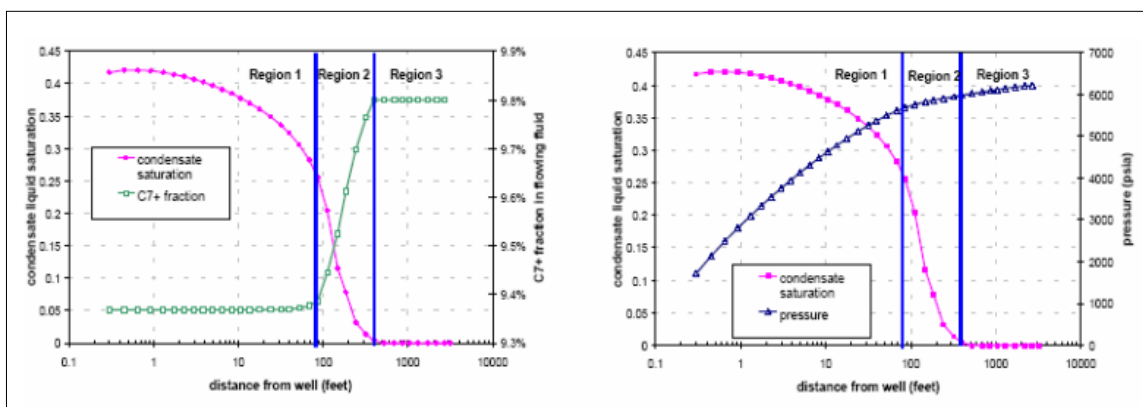 0.45
0.4
0.35
0.3
0.25
0.2
0.15
0.1
0.05
0
condensate liquid saturation
Region 1
Region 2
Region 3
condensate
saturation
C7+ fraction
9.9%
9.8%
9.7%
9.6%
9.5%
9.4%
9.3%
C7+ fraction in flowing fluid
0.1
1
10
100
1000
10000
distance from well (feet)
0.45
0.4
0.35
0.3
0.25
0.2
0.15
0.1
0.05
0
condensate liquid saturation
Region 1
Region 2
Region 3
condensate
saturation
pressure
7000
6000
5000
4000
3000
2000
1000
0
pressure (psia)
0.1
1
10
100
1000
10000
distance from well (feet)